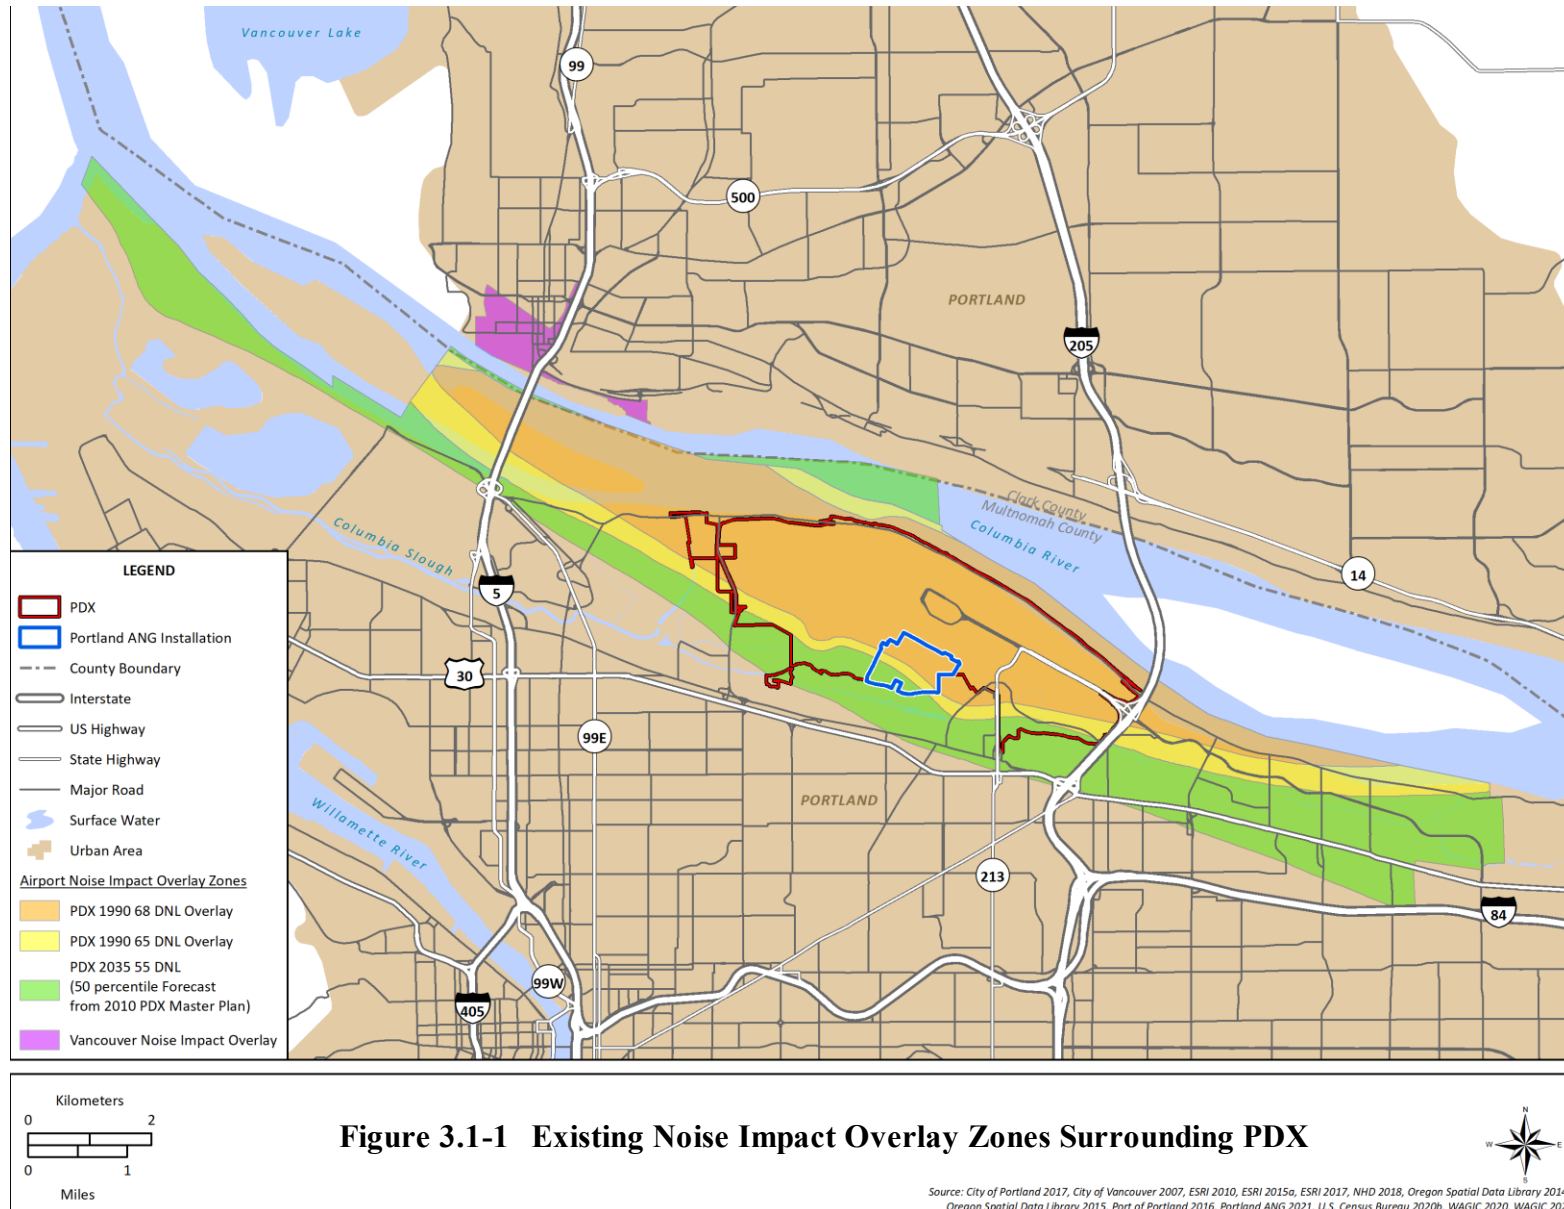 Vancouver Lake
99
500
PORTLAND
205
Clark County
Multnomah County
Columbia River
14
Columbia Slough
5
30
99E
PORTLAND
Willamette River
213
84
99W
405
LEGEND
PDX
Portland ANG Installation
County Boundary
Interstate
US Highway
State Highway
Major Road
Surface Water
Urban Area
Airport Noise Impact Overlay Zones
PDX 1990 68 DNL Overlay
PDX 1990 65 DNL Overlay
PDX 2035 55 DNL
(50 percentile Forecast
from 2010 PDX Master Plan)
Vancouver Noise Impact Overlay
Kilometers
0 2
0 1
Miles
Figure 3.1-1 Existing Noise Impact Overlay Zones Surrounding PDX
N
W E
S
Source: City of Portland 2017, City of Vancouver 2007, ESRI 2010, ESRI 2015a, ESRI 2017, NHD 2018, Oregon Spatial Data Library 2014
Oregon Spatial Data Library 2015, Port of Portland 2016, Portland ANG 2021, U.S. Census Bureau 2020b, WAGIC 2020, WAGIC